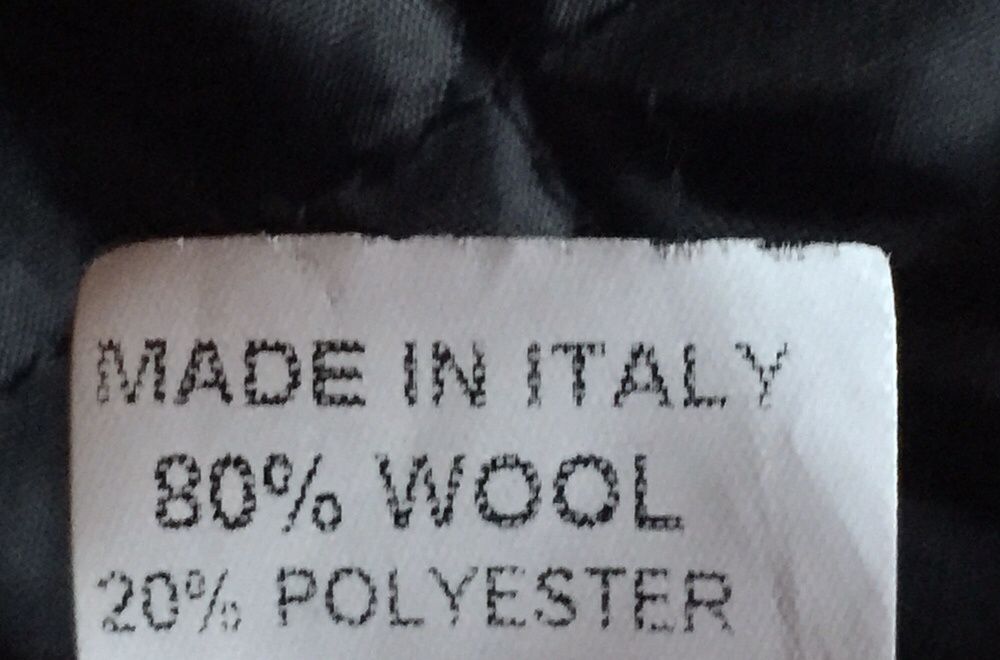 MADE IN ITALY
80% WOOL
20% POLYESTER